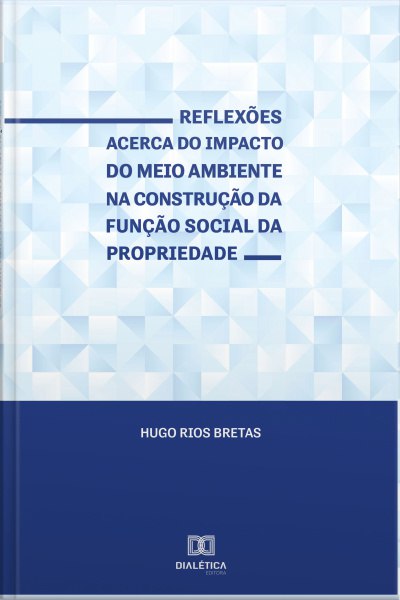 REFLEXÕES
ACERCA DO IMPACTO
DO MEIO AMBIENTE
NA CONSTRUÇÃO DA
FUNÇÃO SOCIAL DA
PROPRIEDADE
HUGO RIOS BRETAS
DIALÉTICA
EDITORA